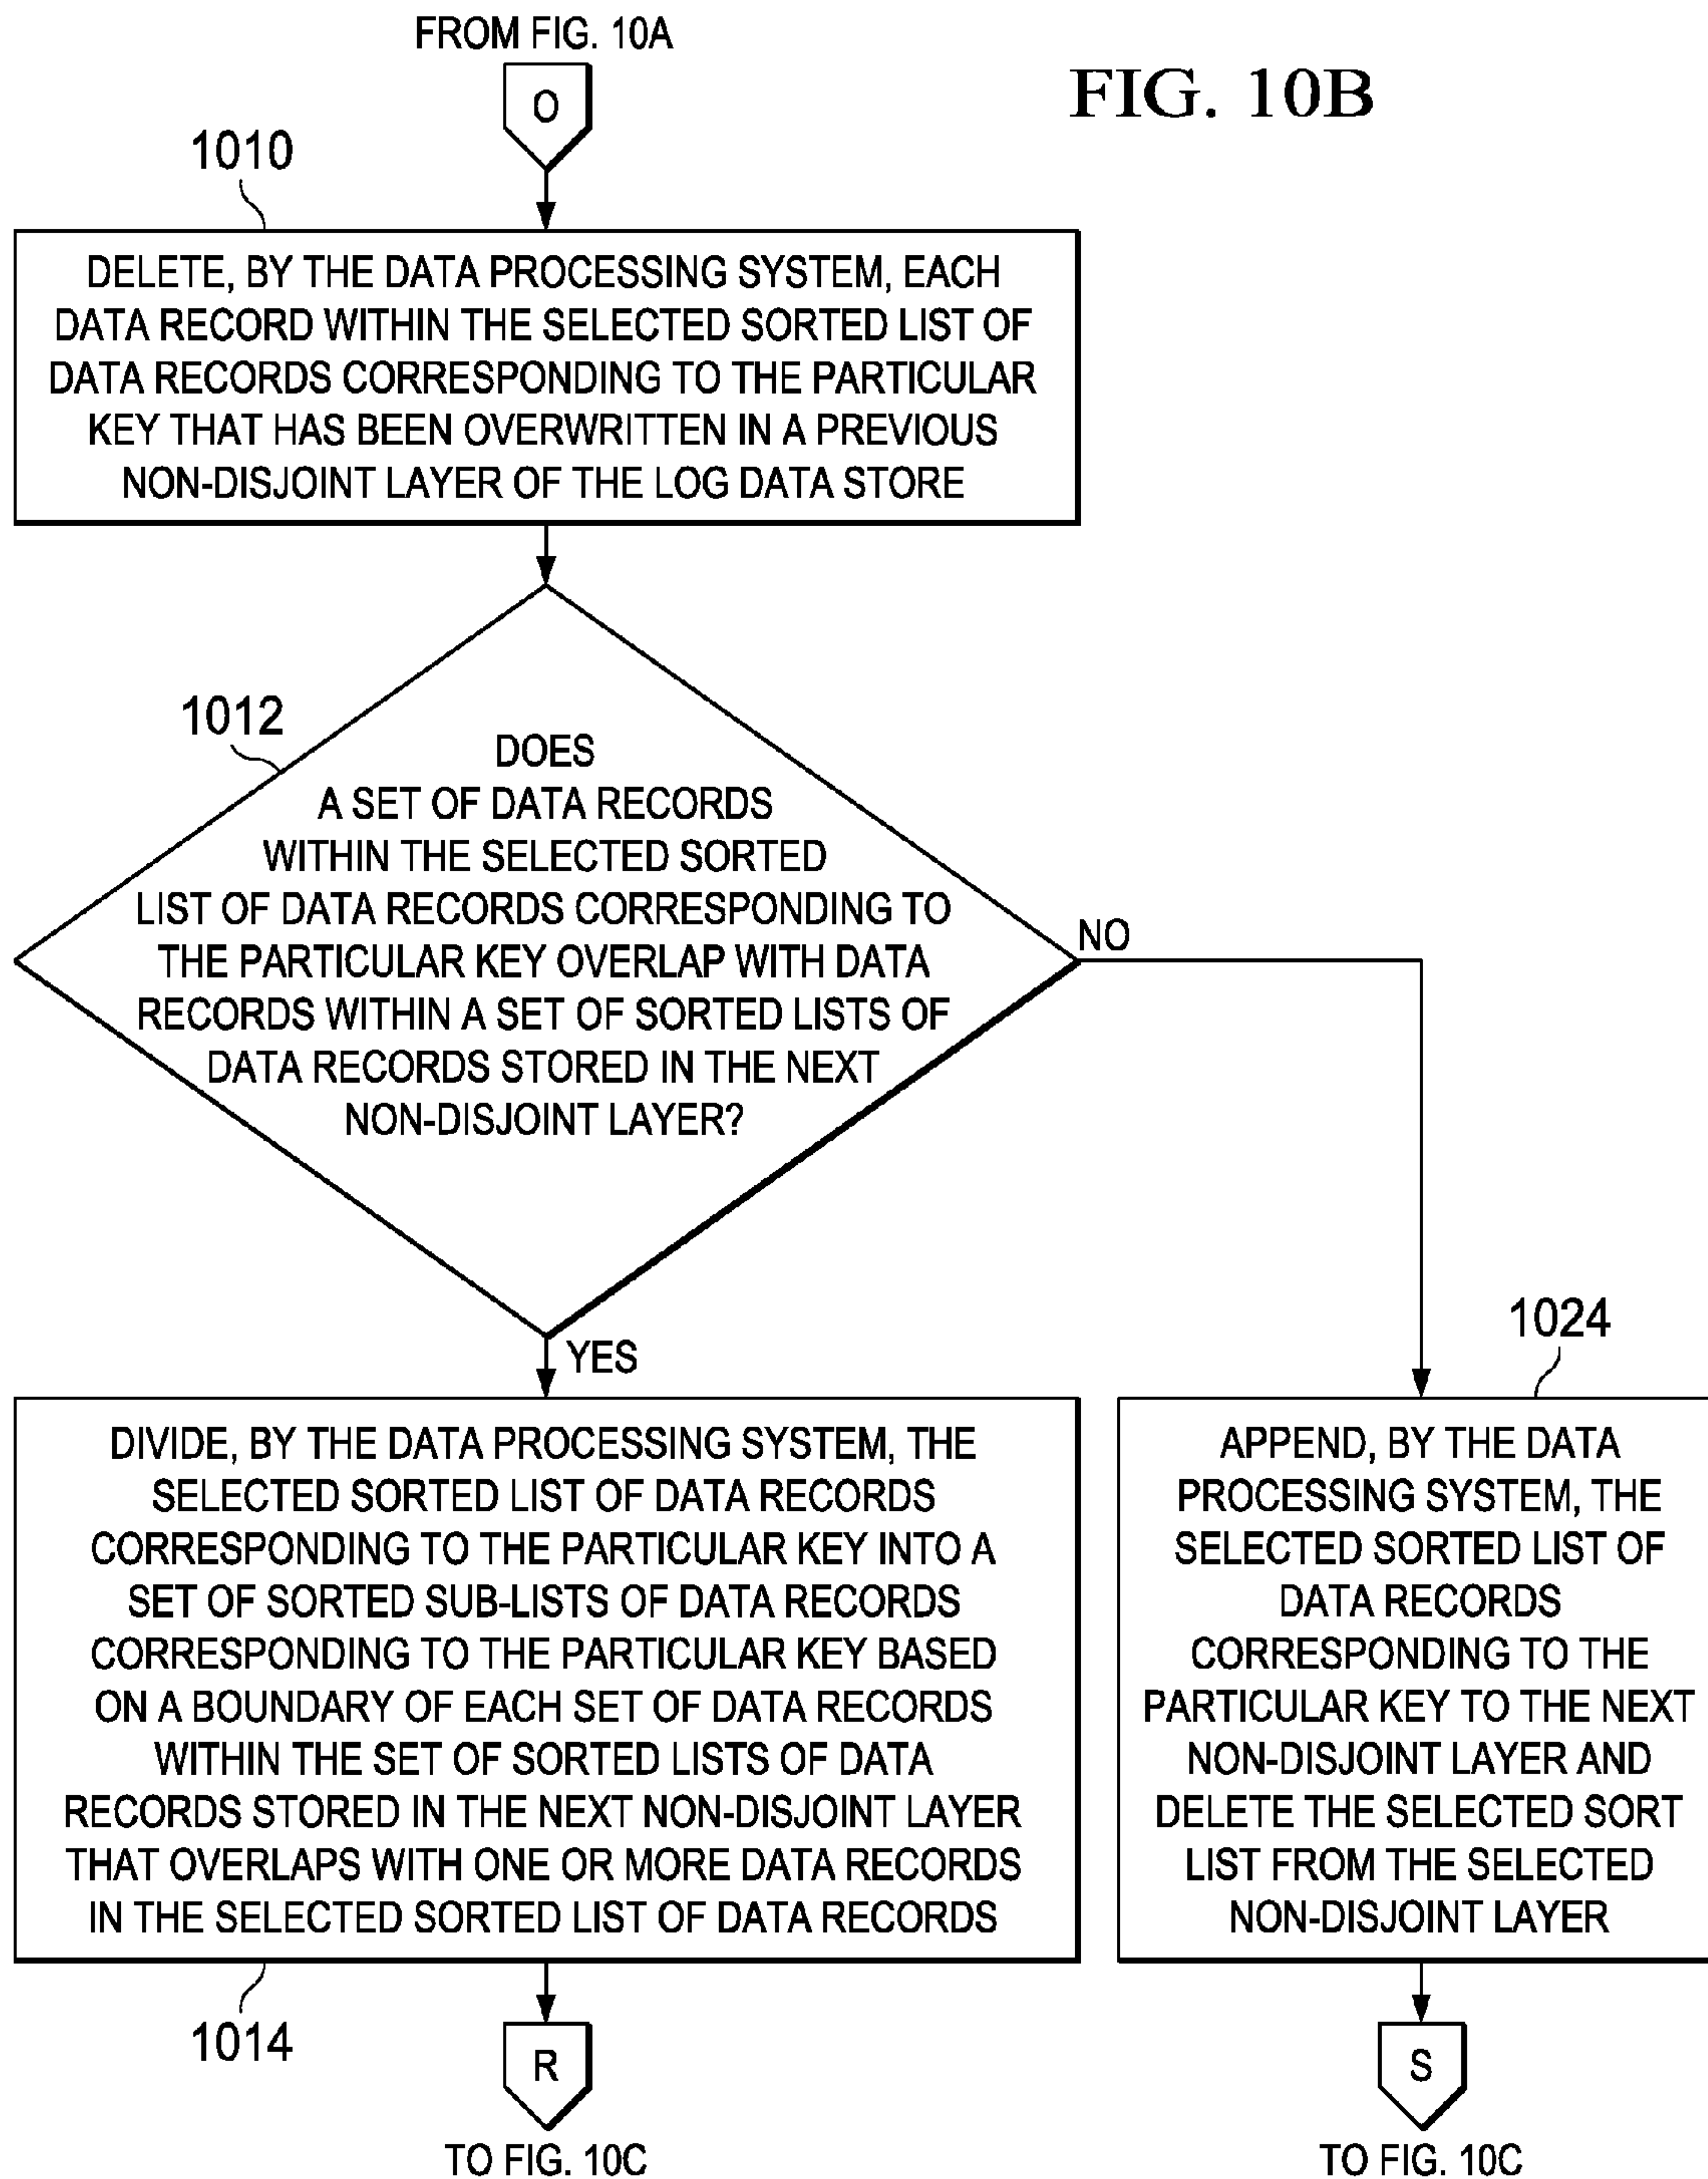 FROM FIG. 10A
O
FIG. 10B
1010
DELETE, BY THE DATA PROCESSING SYSTEM, EACH
DATA RECORD WITHIN THE SELECTED SORTED LIST OF
DATA RECORDS CORRESPONDING TO THE PARTICULAR
KEY THAT HAS BEEN OVERWRITTEN IN A PREVIOUS
NON-DISJOINT LAYER OF THE LOG DATA STORE
1012
DOES
A SET OF DATA RECORDS
WITHIN THE SELECTED SORTED
LIST OF DATA RECORDS CORRESPONDING TO
THE PARTICULAR KEY OVERLAP WITH DATA
RECORDS WITHIN A SET OF SORTED LISTS OF
DATA RECORDS STORED IN THE NEXT
NON-DISJOINT LAYER?
NO
YES
DIVIDE, BY THE DATA PROCESSING SYSTEM, THE
SELECTED SORTED LIST OF DATA RECORDS
CORRESPONDING TO THE PARTICULAR KEY INTO A
SET OF SORTED SUB-LISTS OF DATA RECORDS
CORRESPONDING TO THE PARTICULAR KEY BASED
ON A BOUNDARY OF EACH SET OF DATA RECORDS
WITHIN THE SET OF SORTED LISTS OF DATA
RECORDS STORED IN THE NEXT NON-DISJOINT LAYER
THAT OVERLAPS WITH ONE OR MORE DATA RECORDS
IN THE SELECTED SORTED LIST OF DATA RECORDS
1014
R
TO FIG. 10C
1024
APPEND, BY THE DATA
PROCESSING SYSTEM, THE
SELECTED SORTED LIST OF
DATA RECORDS
CORRESPONDING TO THE
PARTICULAR KEY TO THE NEXT
NON-DISJOINT LAYER AND
DELETE THE SELECTED SORT
LIST FROM THE SELECTED
NON-DISJOINT LAYER
S
TO FIG. 10C